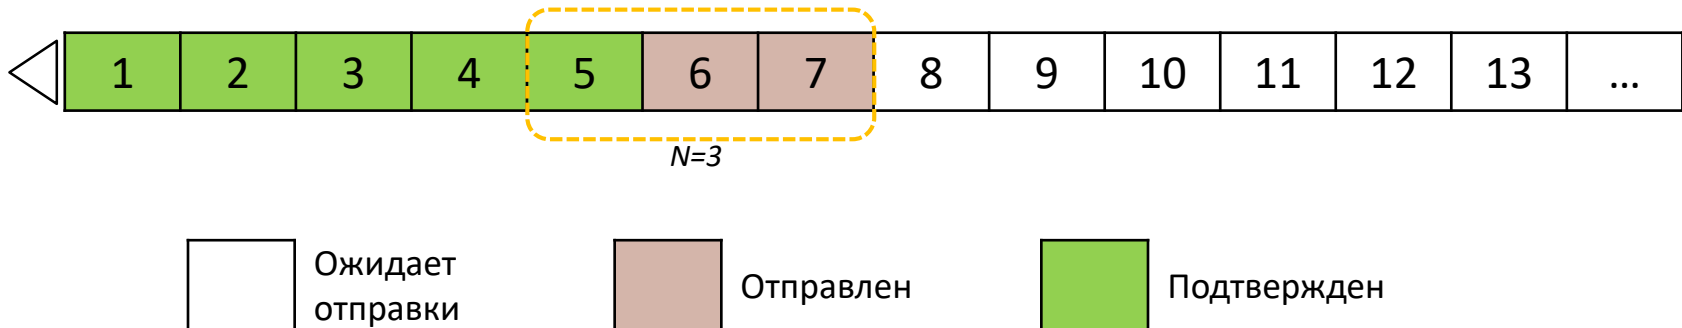 1 2 3 4 5 6 7 8 9 10 11 12 13 ...
N=3
Ожидает
отправки
Отправлен
Подтвержден